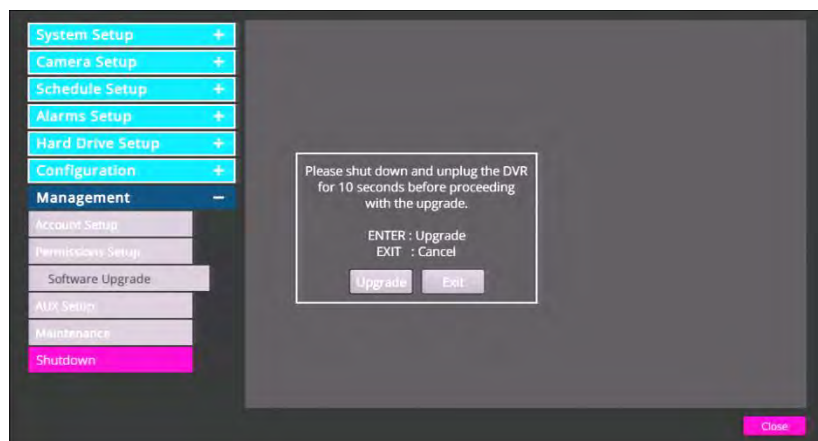 System Setup +
Camera Setup +
Schedule Setup +
Alarms Setup +
Hard Drive Setup +
Configuration +
Management −
Account Setup
Permissions Setup
Software Upgrade
AUX Setup
Maintenance
Shutdown
Please shut down and unplug the DVR
for 10 seconds before proceeding
with the upgrade.
ENTER : Upgrade
EXIT : Cancel
Upgrade Exit
Close